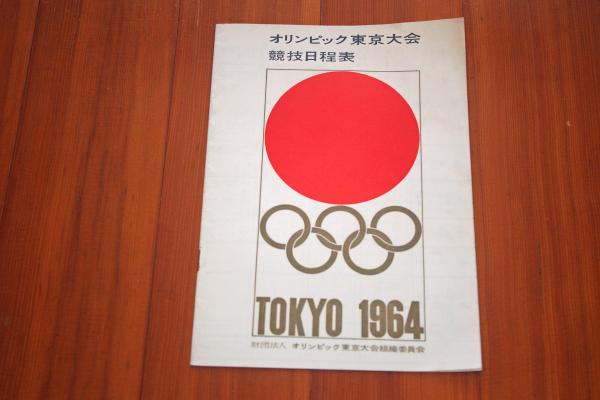 オリンピック東京大会
競技日程表
TOKYO 1964
財団法人 オリンピック東京大会組織委員会